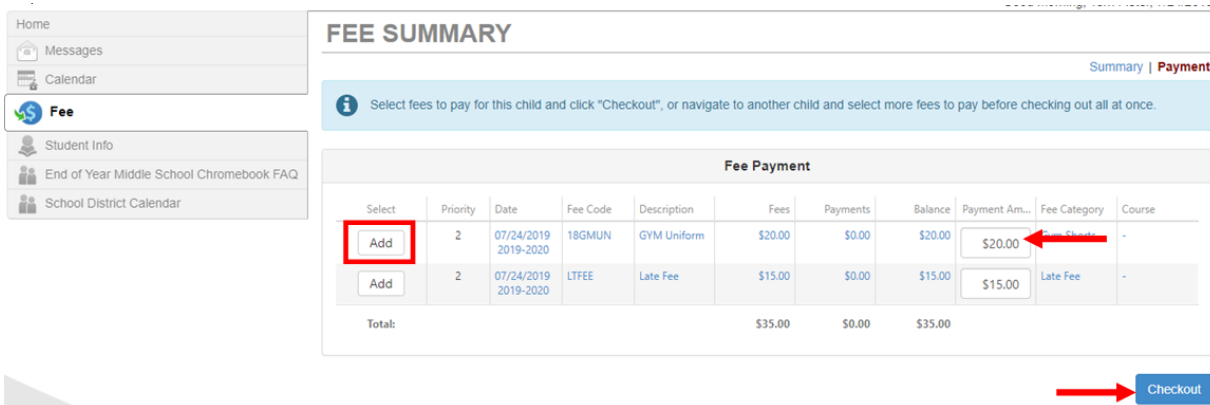 Home
Messages
Calendar
Fee
Student Info
End of Year Middle School Chromebook FAQ
School District Calendar
FEE SUMMARY
Summary | Payment
Select fees to pay for this child and click "Checkout", or navigate to another child and select more fees to pay before checking out all at once.
Fee Payment
Select Priority Date Fee Code Description Fees Payments Balance Payment Am... Fee Category Course
Add 2 07/24/2019 18GMUN GYM Uniform $20.00 $0.00 $20.00 $20.00 Gym Shorts -
2019-2020
Add 2 07/24/2019 LTFEE Late Fee $15.00 $0.00 $15.00 $15.00 Late Fee -
2019-2020
Total: $35.00 $0.00 $35.00
Checkout